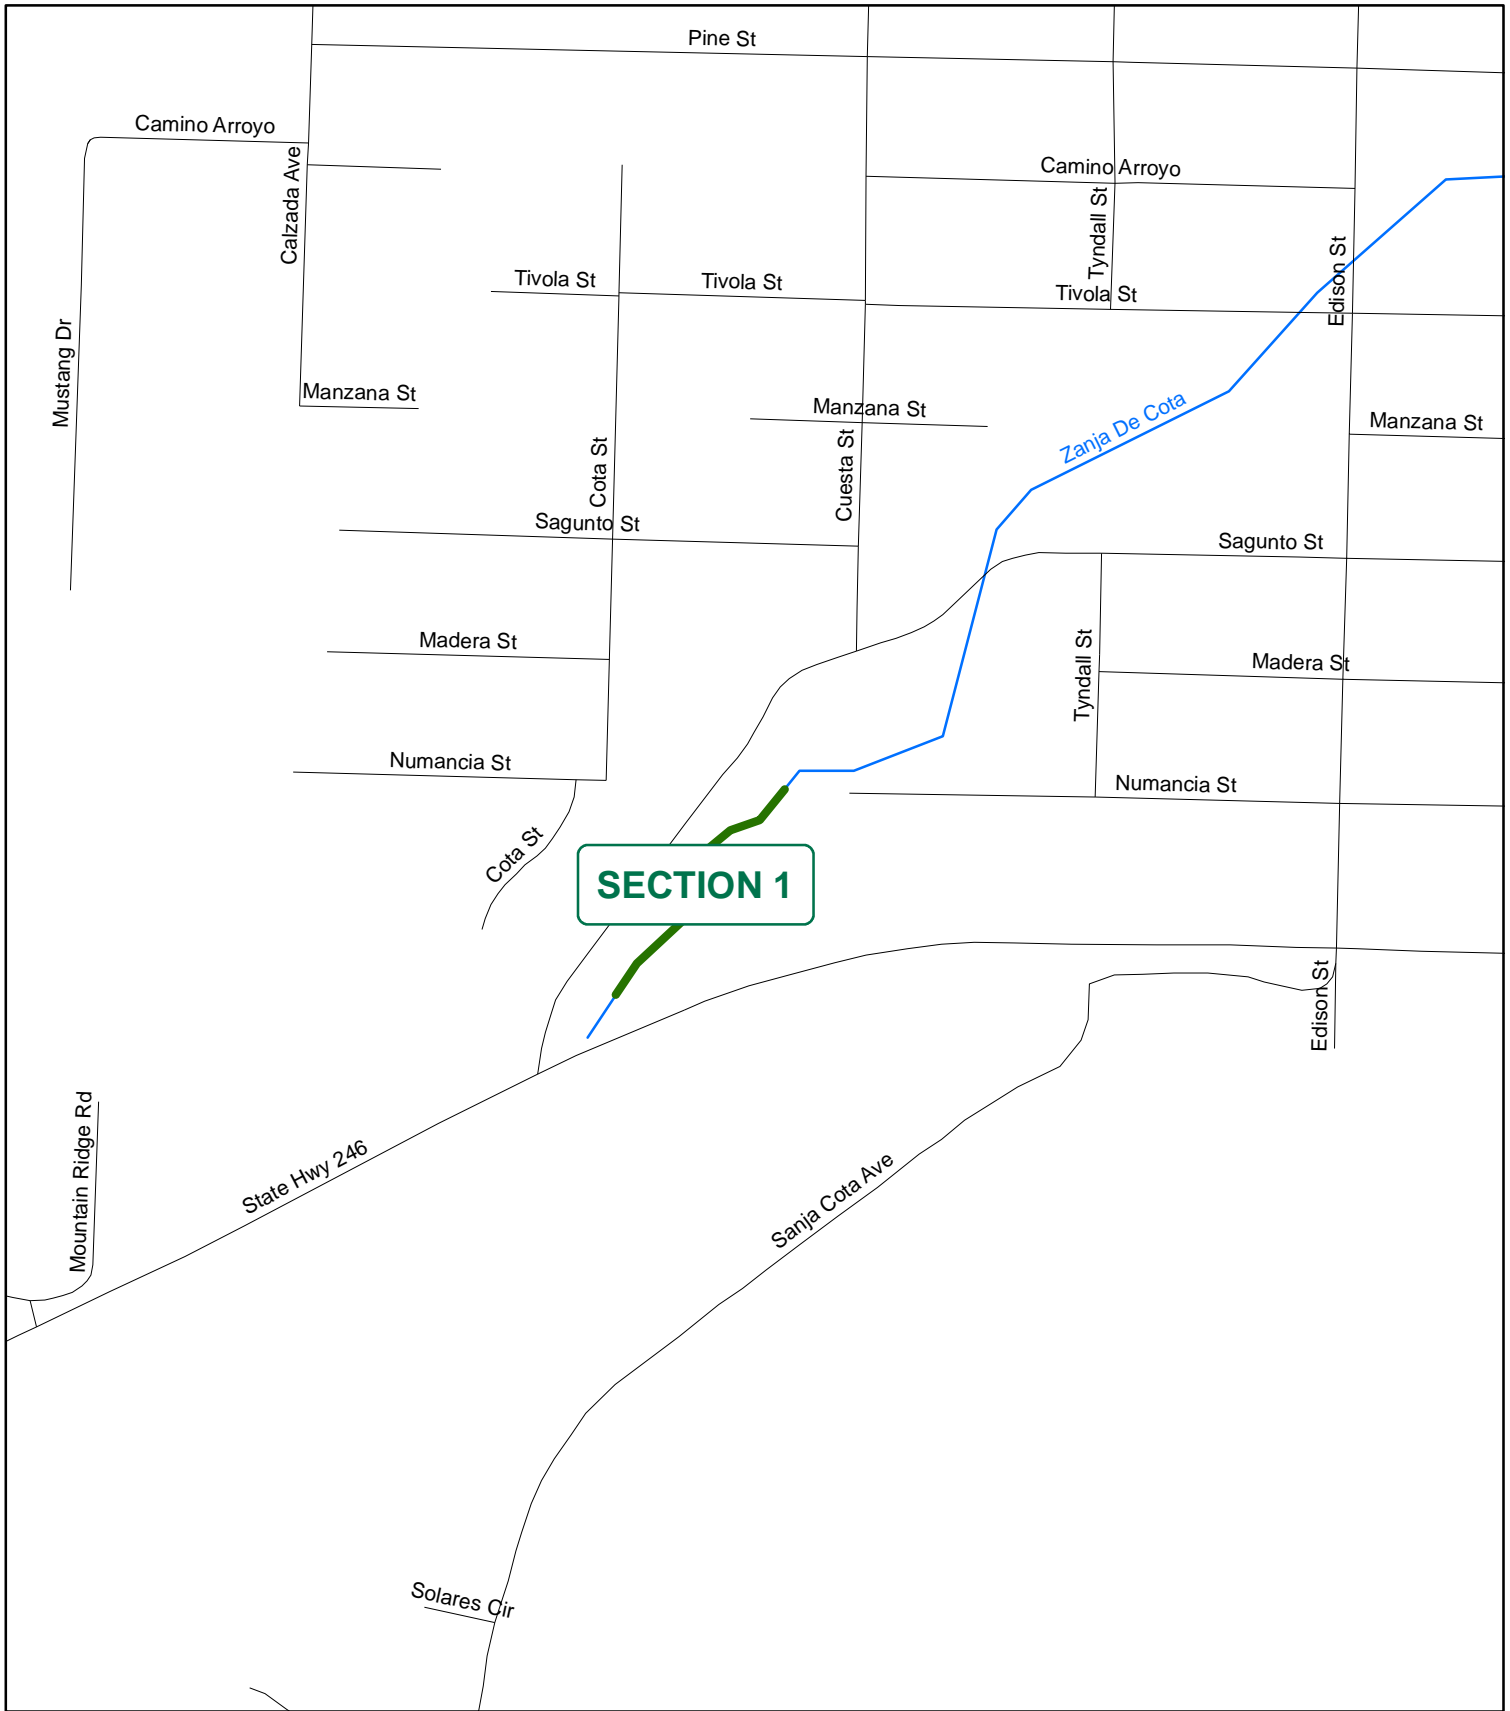 Pine St
Camino Arroyo
Calzada Ave
Camino Arroyo
Tyndall St
Edison St
Tivola St
Tivola St
Tivola St
Mustang Dr
Manzana St
Manzana St
Manzana St
Zanja De Cota
Cota St
Cuesta St
Sagunto St
Sagunto St
Madera St
Tyndall St
Madera St
Numancia St
Numancia St
Cota St
SECTION 1
Edison St
Mountain Ridge Rd
State Hwy 246
Sanja Cota Ave
Solares Cir